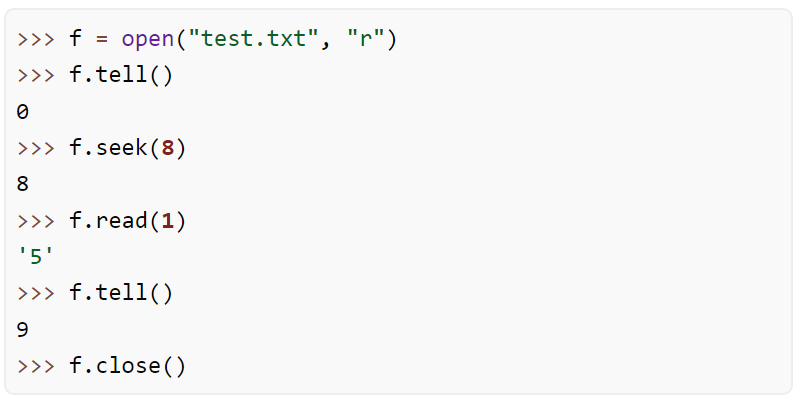 >>> f = open("test.txt", "r")
>>> f.tell()
0
>>> f.seek(8)
8
>>> f.read(1)
'5'
>>> f.tell()
9
>>> f.close()